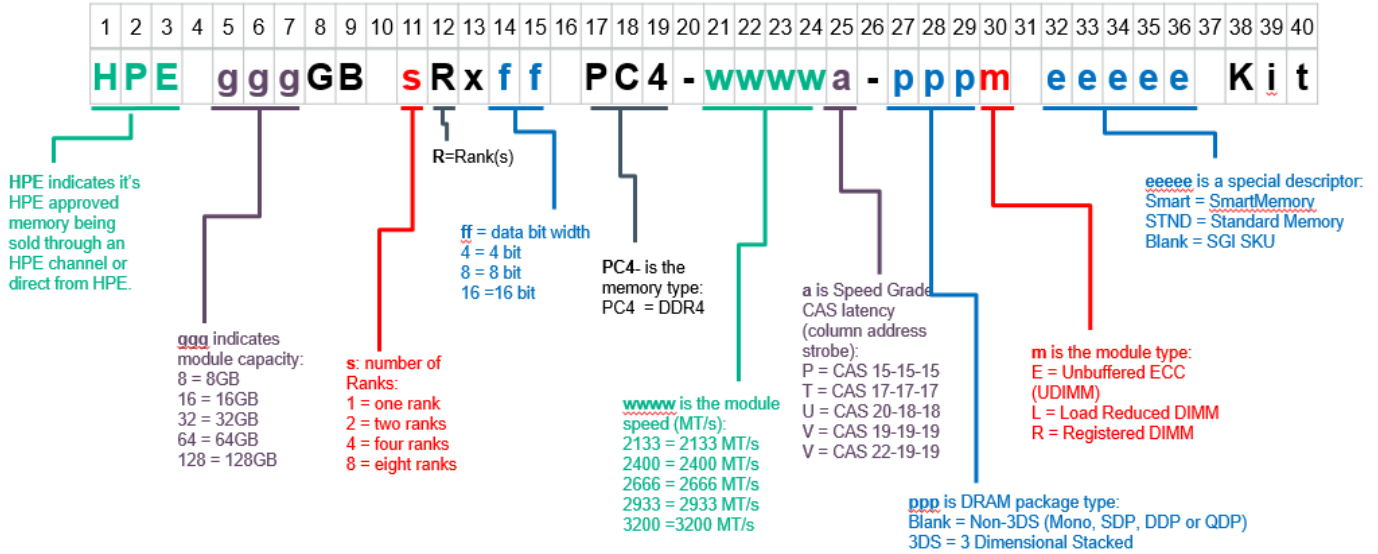 1 2 3 4 5 6 7 8 9 10 11 12 13 14 15 16 17 18 19 20 21 22 23 24 25 26 27 28 29 30 31 32 33 34 35 36 37 38 39 40
HPE gggGB sRxff PC4-wwwwa-pppm eeeee Kit
HPE indicates it's
HPE approved
memory being
sold through an
HPE channel or
direct from HPE.
ggg indicates
module capacity:
8 = 8GB
16 = 16GB
32 = 32GB
64 = 64GB
128 = 128GB
s: number of
Ranks:
1 = one rank
2 = two ranks
4 = four ranks
8 = eight ranks
R=Rank(s)
ff = data bit width
4 = 4 bit
8 = 8 bit
16 =16 bit
PC4- is the
memory type:
PC4  = DDR4
wwww is the module
speed (MT/s):
2133 = 2133 MT/s
2400 = 2400 MT/s
2666 = 2666 MT/s
2933 = 2933 MT/s
3200 =3200 MT/s
a is Speed Grade
CAS latency
(column address
strobe):
P = CAS 15-15-15
T = CAS 17-17-17
U = CAS 20-18-18
V = CAS 19-19-19
V = CAS 22-19-19
ppp is DRAM package type:
Blank = Non-3DS (Mono, SDP, DDP or QDP)
3DS = 3 Dimensional Stacked
m is the module type:
E = Unbuffered ECC
(UDIMM)
L = Load Reduced DIMM
R = Registered DIMM
eeeee is a special descriptor:
Smart = SmartMemory
STND = Standard Memory
Blank = SGI SKU